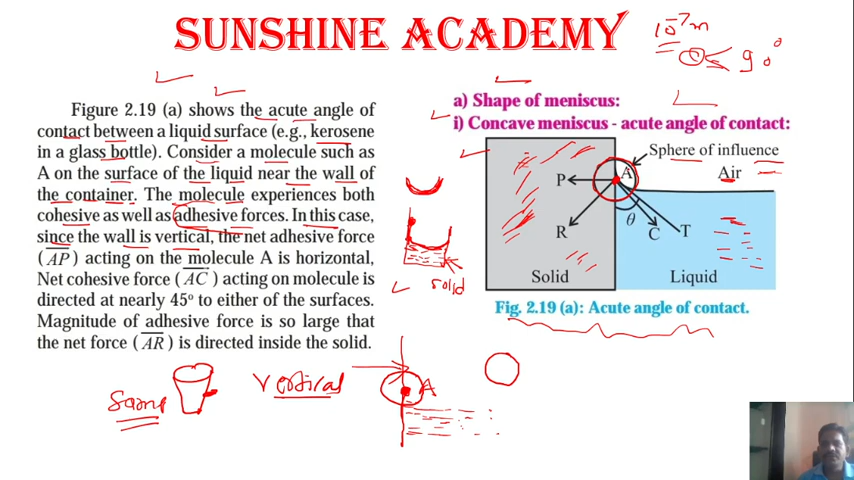 SUNSHINE ACADEMY
10⁻⁷m
90°
Figure 2.19 (a) shows the acute angle of
contact between a liquid surface (e.g., kerosene
in a glass bottle). Consider a molecule such as
A on the surface of the liquid near the wall of
the container. The molecule experiences both
cohesive as well as adhesive forces. In this case,
since the wall is vertical, the net adhesive force
(AP) acting on the molecule A is horizontal,
Net cohesive force (AC) acting on molecule is
directed at nearly 45° to either of the surfaces.
Magnitude of adhesive force is so large that
the net force (AR) is directed inside the solid.
a) Shape of meniscus:
i) Concave meniscus - acute angle of contact:
Sphere of influence
A
Air
P
R
θ
C
T
Solid
Liquid
Fig. 2.19 (a): Acute angle of contact.
solid
Vertical
A